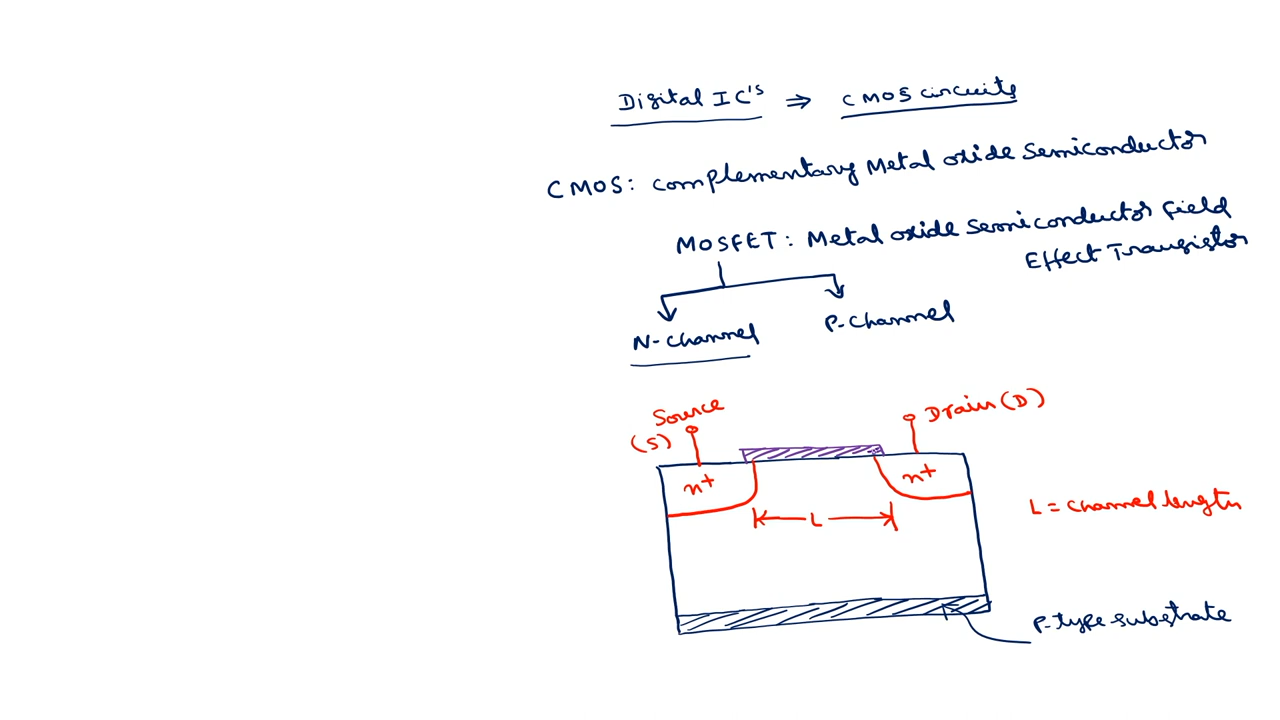 Digital IC's ⇒ CMOS circuits
CMOS: complementary Metal oxide semiconductor
MOSFET: Metal oxide semiconductor field
Effect Transistor
N-channel P-channel
Source
(S)
Drain (D)
n+ n+
L
L = channel length
P-type substrate